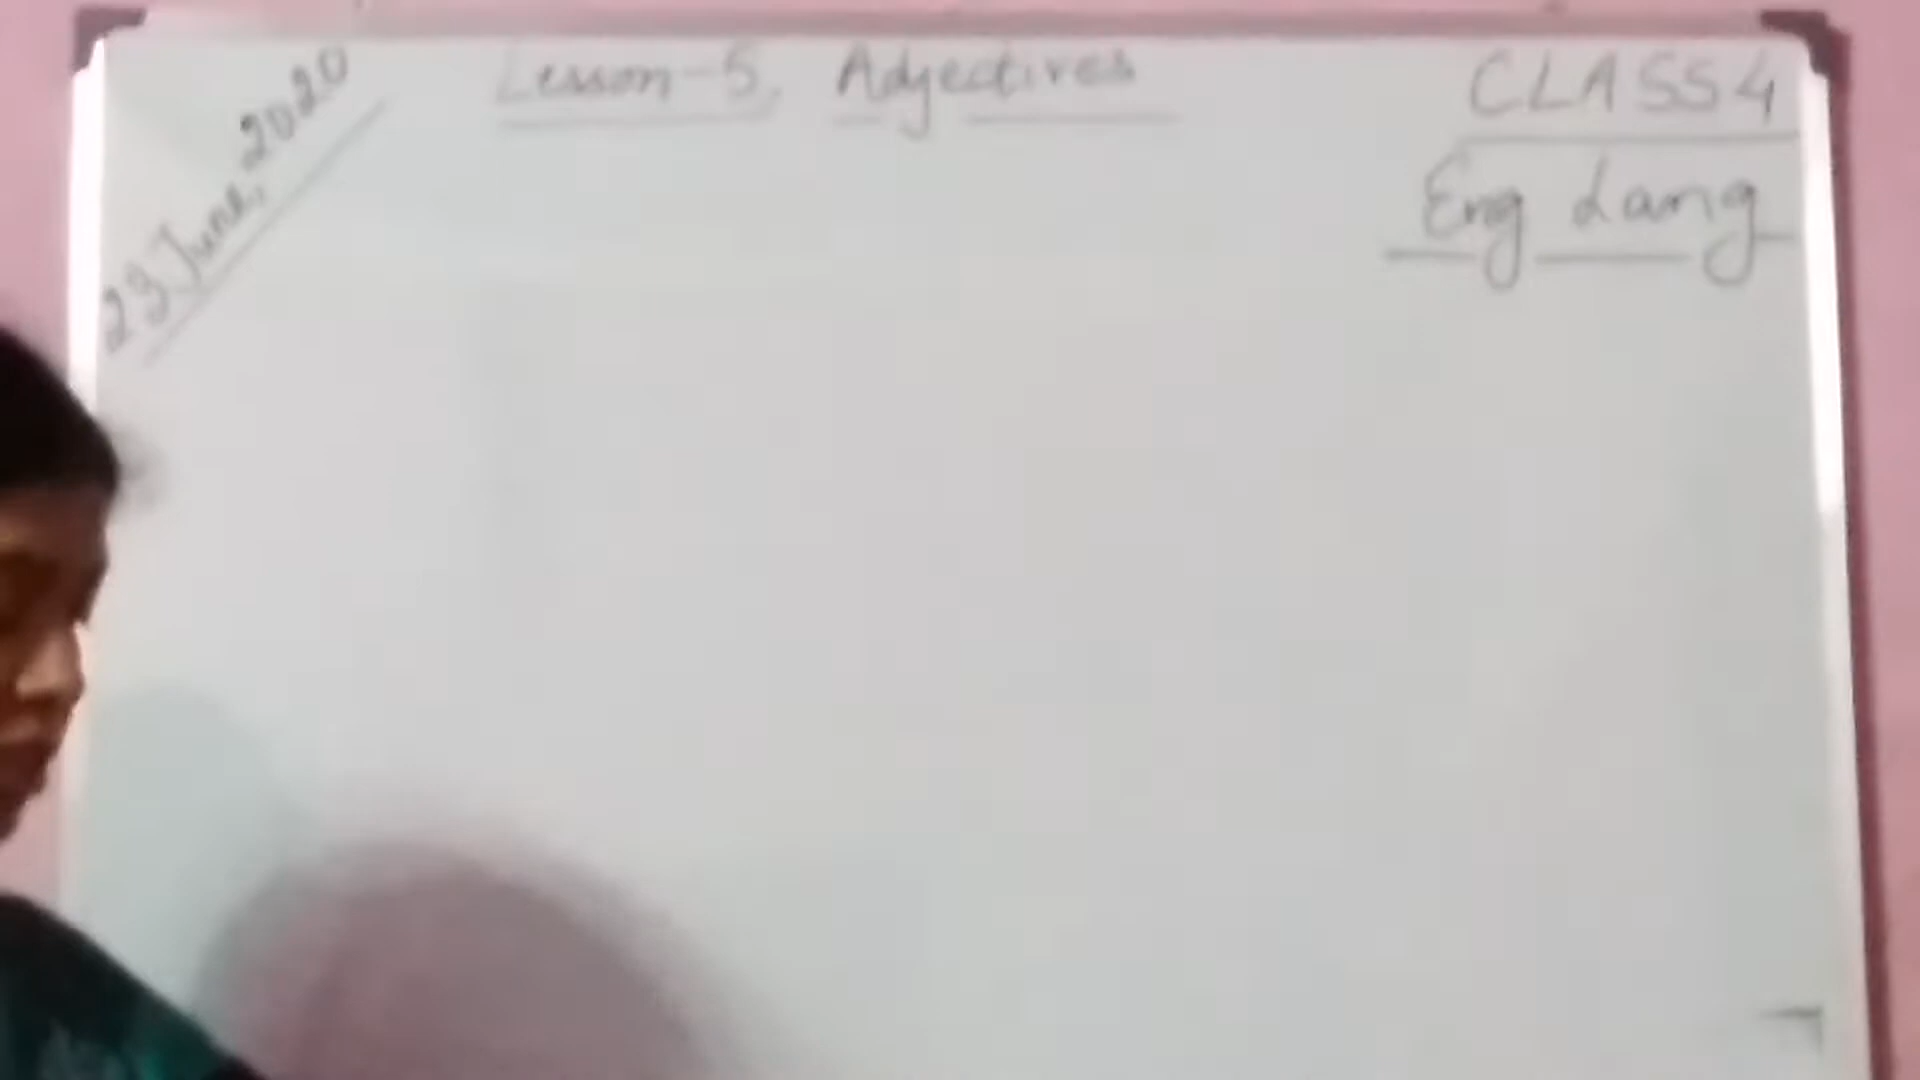 23 June, 2020
Lesson-5, Adjectives
CLASS 4
Eng Lang